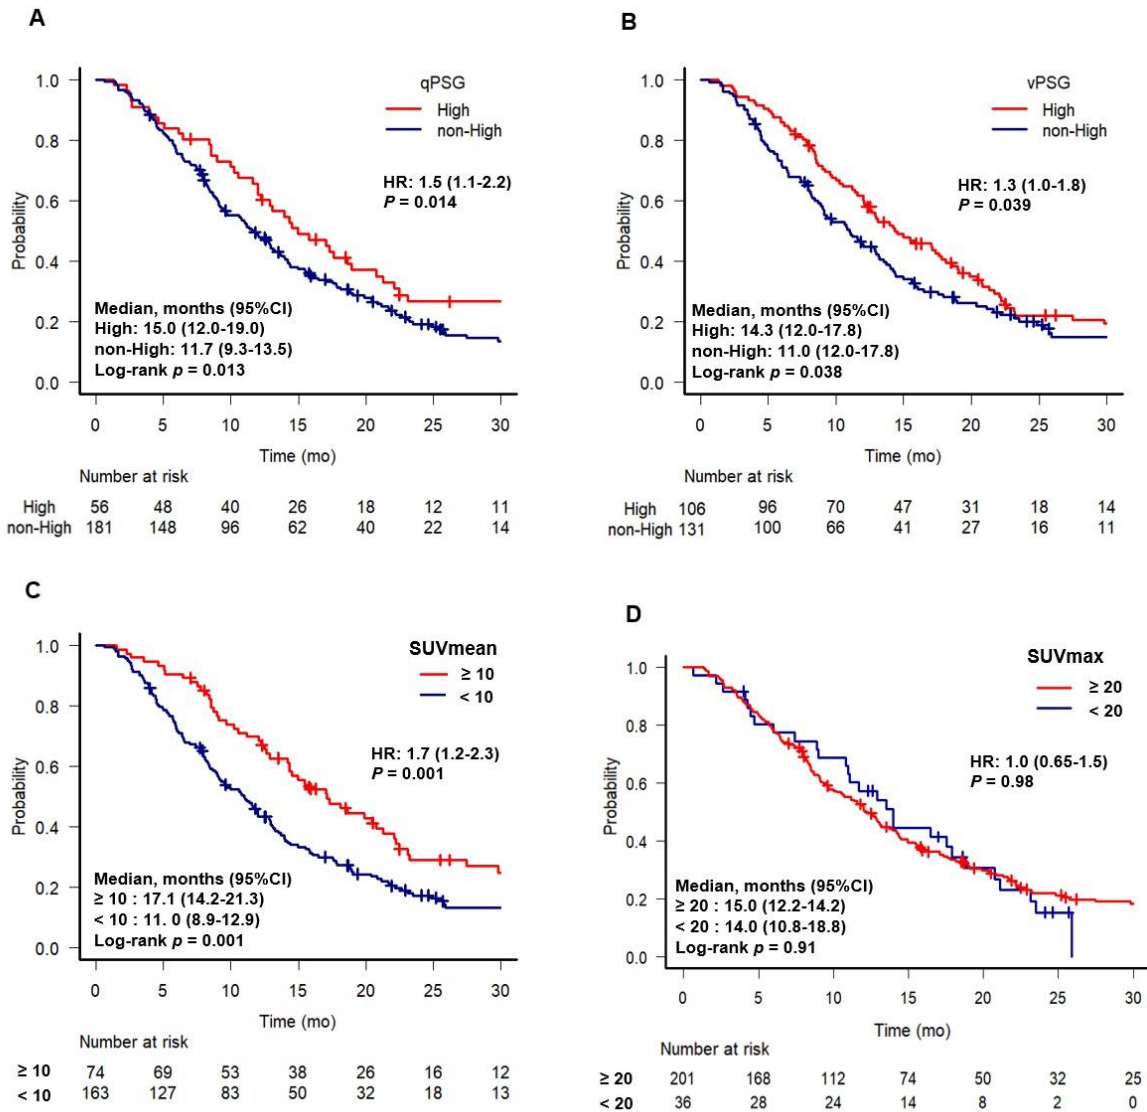 A
qPSG
High
non-High
HR: 1.5 (1.1-2.2)
P = 0.014
1.0
0.8
0.6
0.4
0.2
0.0
Probability
Median, months (95%CI)
High: 15.0 (12.0-19.0)
non-High: 11.7 (9.3-13.5)
Log-rank p = 0.013
0 5 10 15 20 25 30
Time (mo)
Number at risk
High 56 48 40 26 18 12 11
non-High 181 148 96 62 40 22 14
B
vPSG
High
non-High
HR: 1.3 (1.0-1.8)
P = 0.039
1.0
0.8
0.6
0.4
0.2
0.0
Probability
Median, months (95%CI)
High: 14.3 (12.0-17.8)
non-High: 11.0 (12.0-17.8)
Log-rank p = 0.038
0 5 10 15 20 25 30
Time (mo)
Number at risk
High 106 96 70 47 31 18 14
non-High 131 100 66 41 27 16 11
C
SUVmean
≥ 10
< 10
HR: 1.7 (1.2-2.3)
P = 0.001
1.0
0.8
0.6
0.4
0.2
0.0
Probability
Median, months (95%CI)
≥ 10 : 17.1 (14.2-21.3)
< 10 : 11. 0 (8.9-12.9)
Log-rank p = 0.001
0 5 10 15 20 25 30
Time (mo)
Number at risk
≥ 10 74 69 53 38 26 16 12
< 10 163 127 83 50 32 18 13
D
SUVmax
≥ 20
< 20
HR: 1.0 (0.65-1.5)
P = 0.98
1.0
0.8
0.6
0.4
0.2
0.0
Probability
Median, months (95%CI)
≥ 20 : 15.0 (12.2-14.2)
< 20 : 14.0 (10.8-18.8)
Log-rank p = 0.91
0 5 10 15 20 25 30
Time (mo)
Number at risk
≥ 20 201 168 112 74 50 32 25
< 20 36 28 24 14 8 2 0